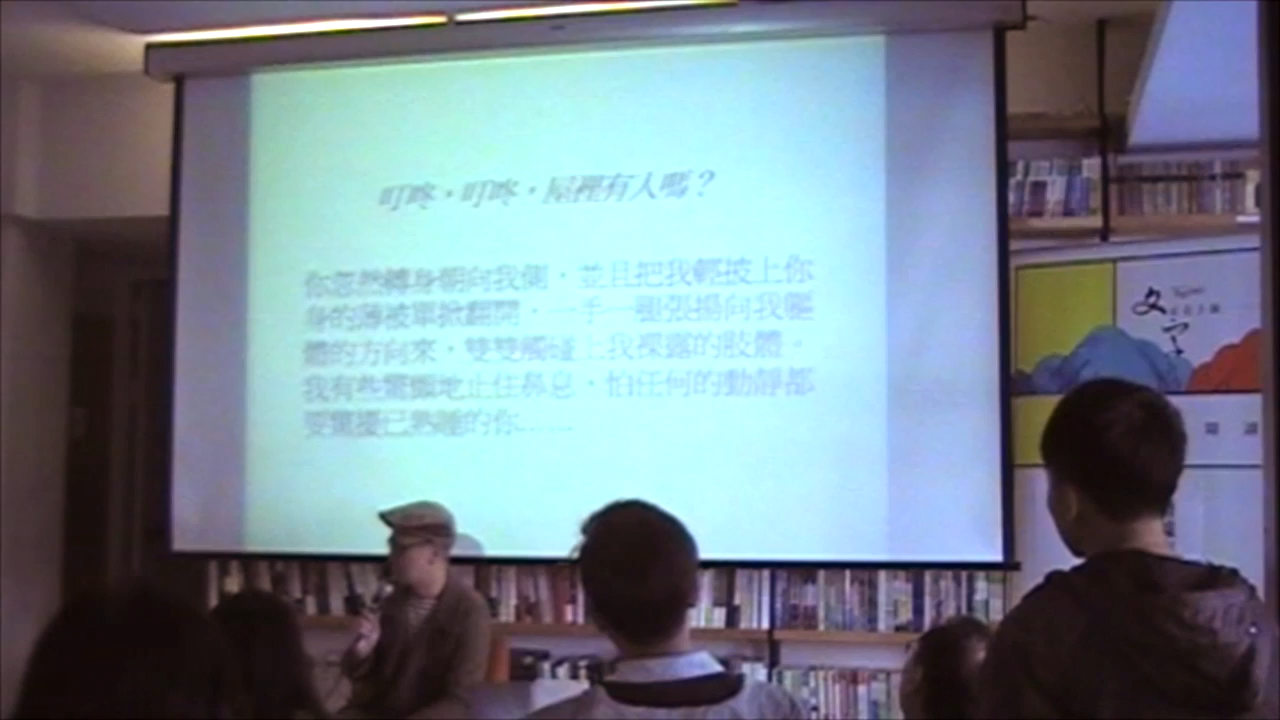 叮咚，叮咚，屋裡有人嗎？
你忽然轉身朝向我側，並且把我輕披上你
身的薄被單掀翻開，一手一腳張揚向我軀
體的方向來，雙雙觸碰上我裸露的肢體。
我有些驚慌地止住鼻息，怕任何的動靜都
要驚擾已熟睡的你……
文
字